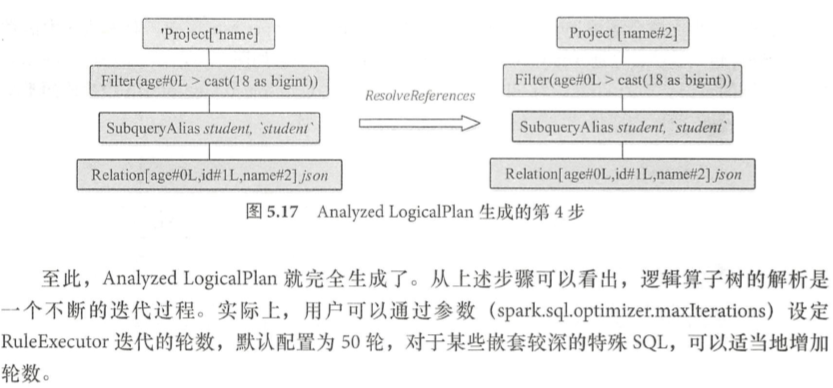 'Project['name]
Project [name#2]
Filter(age#0L > cast(18 as bigint))
Filter(age#0L > cast(18 as bigint))
ResolveReferences
SubqueryAlias student, `student`
SubqueryAlias student, `student`
Relation[age#0L,id#1L,name#2] json
Relation[age#0L,id#1L,name#2] json
图 5.17 Analyzed LogicalPlan 生成的第 4 步
至此，Analyzed LogicalPlan 就完全生成了。从上述步骤可以看出，逻辑算子树的解析是
一个不断的迭代过程。实际上，用户可以通过参数（spark.sql.optimizer.maxIterations）设定
RuleExecutor 迭代的轮数，默认配置为 50 轮，对于某些嵌套较深的特殊 SQL，可以适当地增加
轮数。